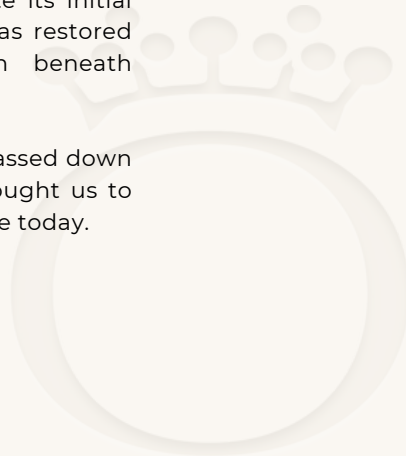 e its initial
as restored
n beneath
assed down
ought us to
e today.